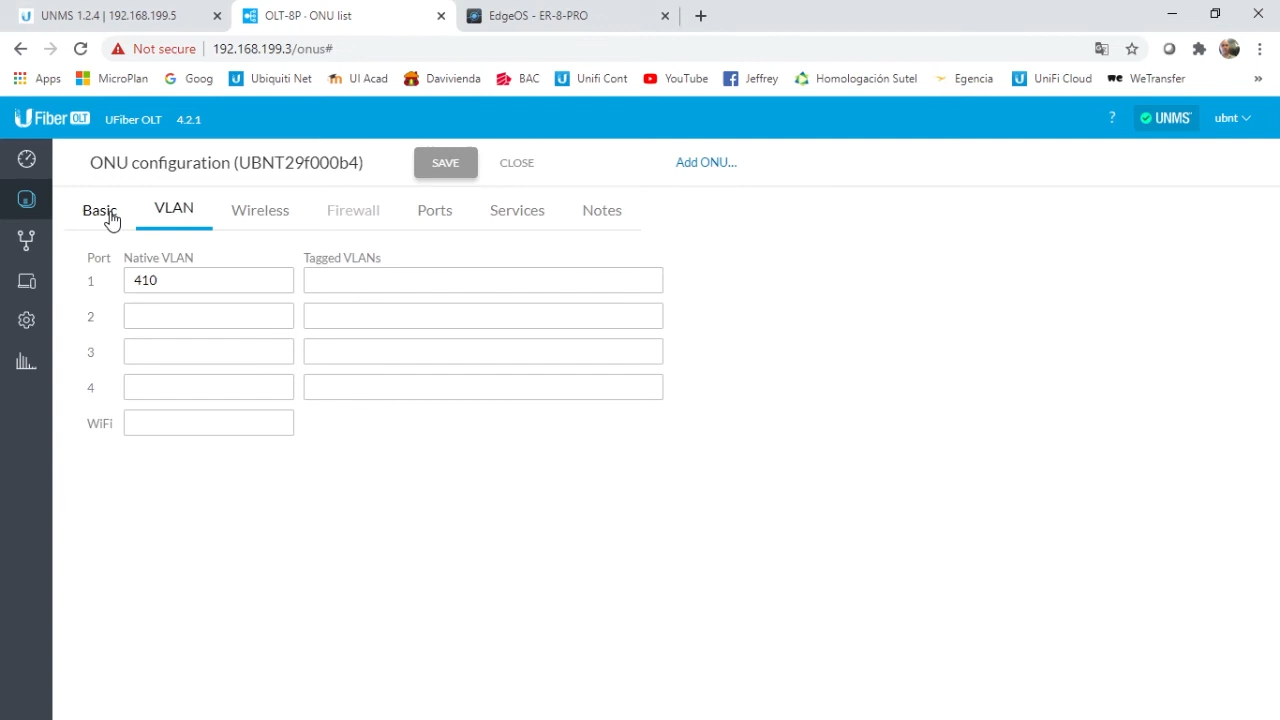 UNMS 1.2.4 | 192.168.199.5
OLT-8P - ONU list
EdgeOS - ER-8-PRO
Not secure
192.168.199.3/onus#
Apps
MicroPlan
Goog
Ubiquiti Net
UI Acad
Davivienda
BAC
Unifi Cont
YouTube
Jeffrey
Homologación Sutel
Egencia
UniFi Cloud
WeTransfer
»
U Fiber OLT
UFiber OLT
4.2.1
?
UNMS
ubnt
ONU configuration (UBNT29f000b4)
SAVE
CLOSE
Add ONU...
Basic
VLAN
Wireless
Firewall
Ports
Services
Notes
Port
Native VLAN
Tagged VLANs
1
410
2
3
4
WiFi